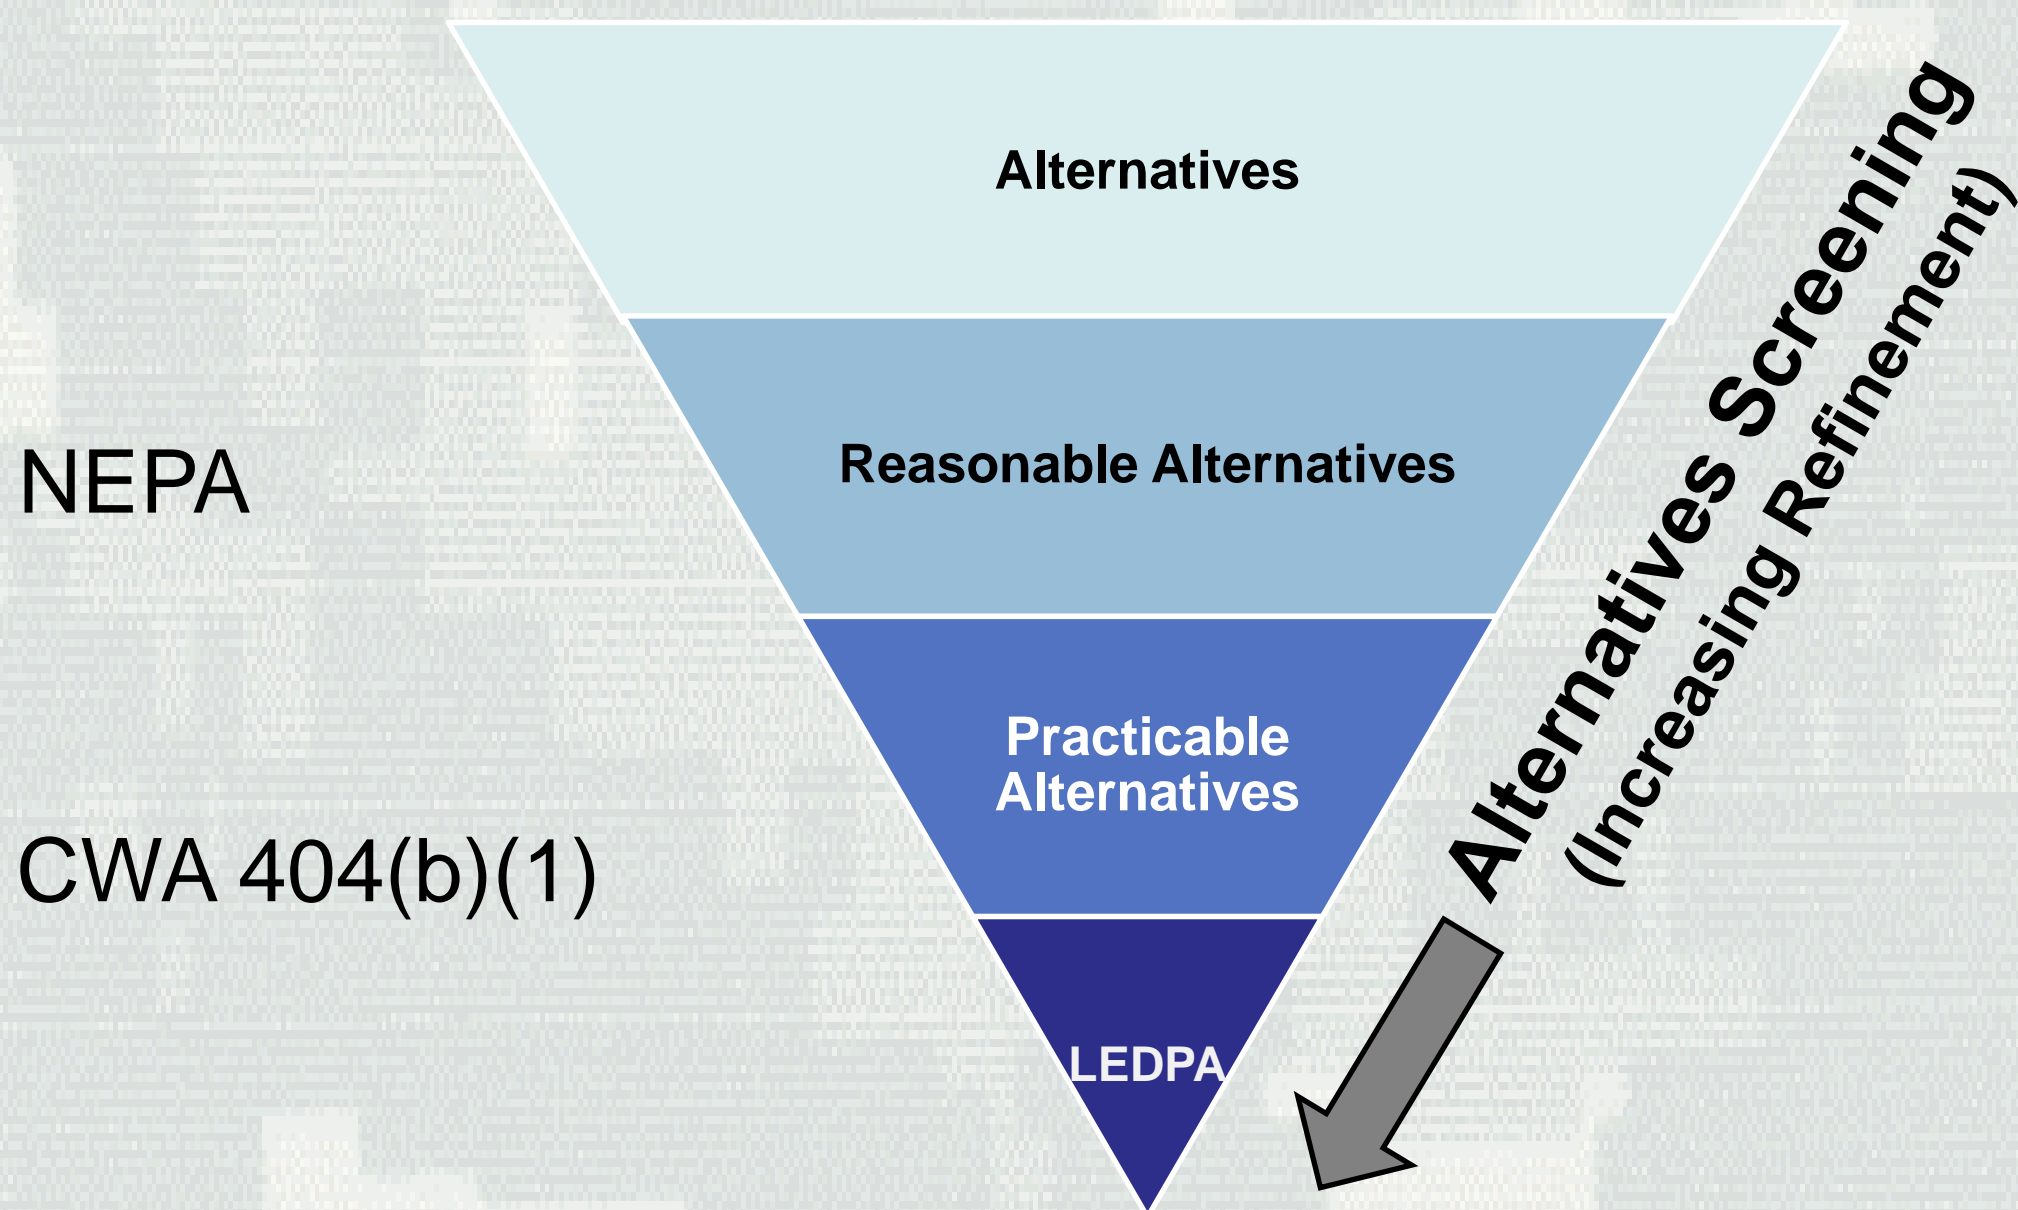 Alternatives
Reasonable Alternatives
Practicable
Alternatives
LEDPA
NEPA
CWA 404(b)(1)
Alternatives Screening
(Increasing Refinement)